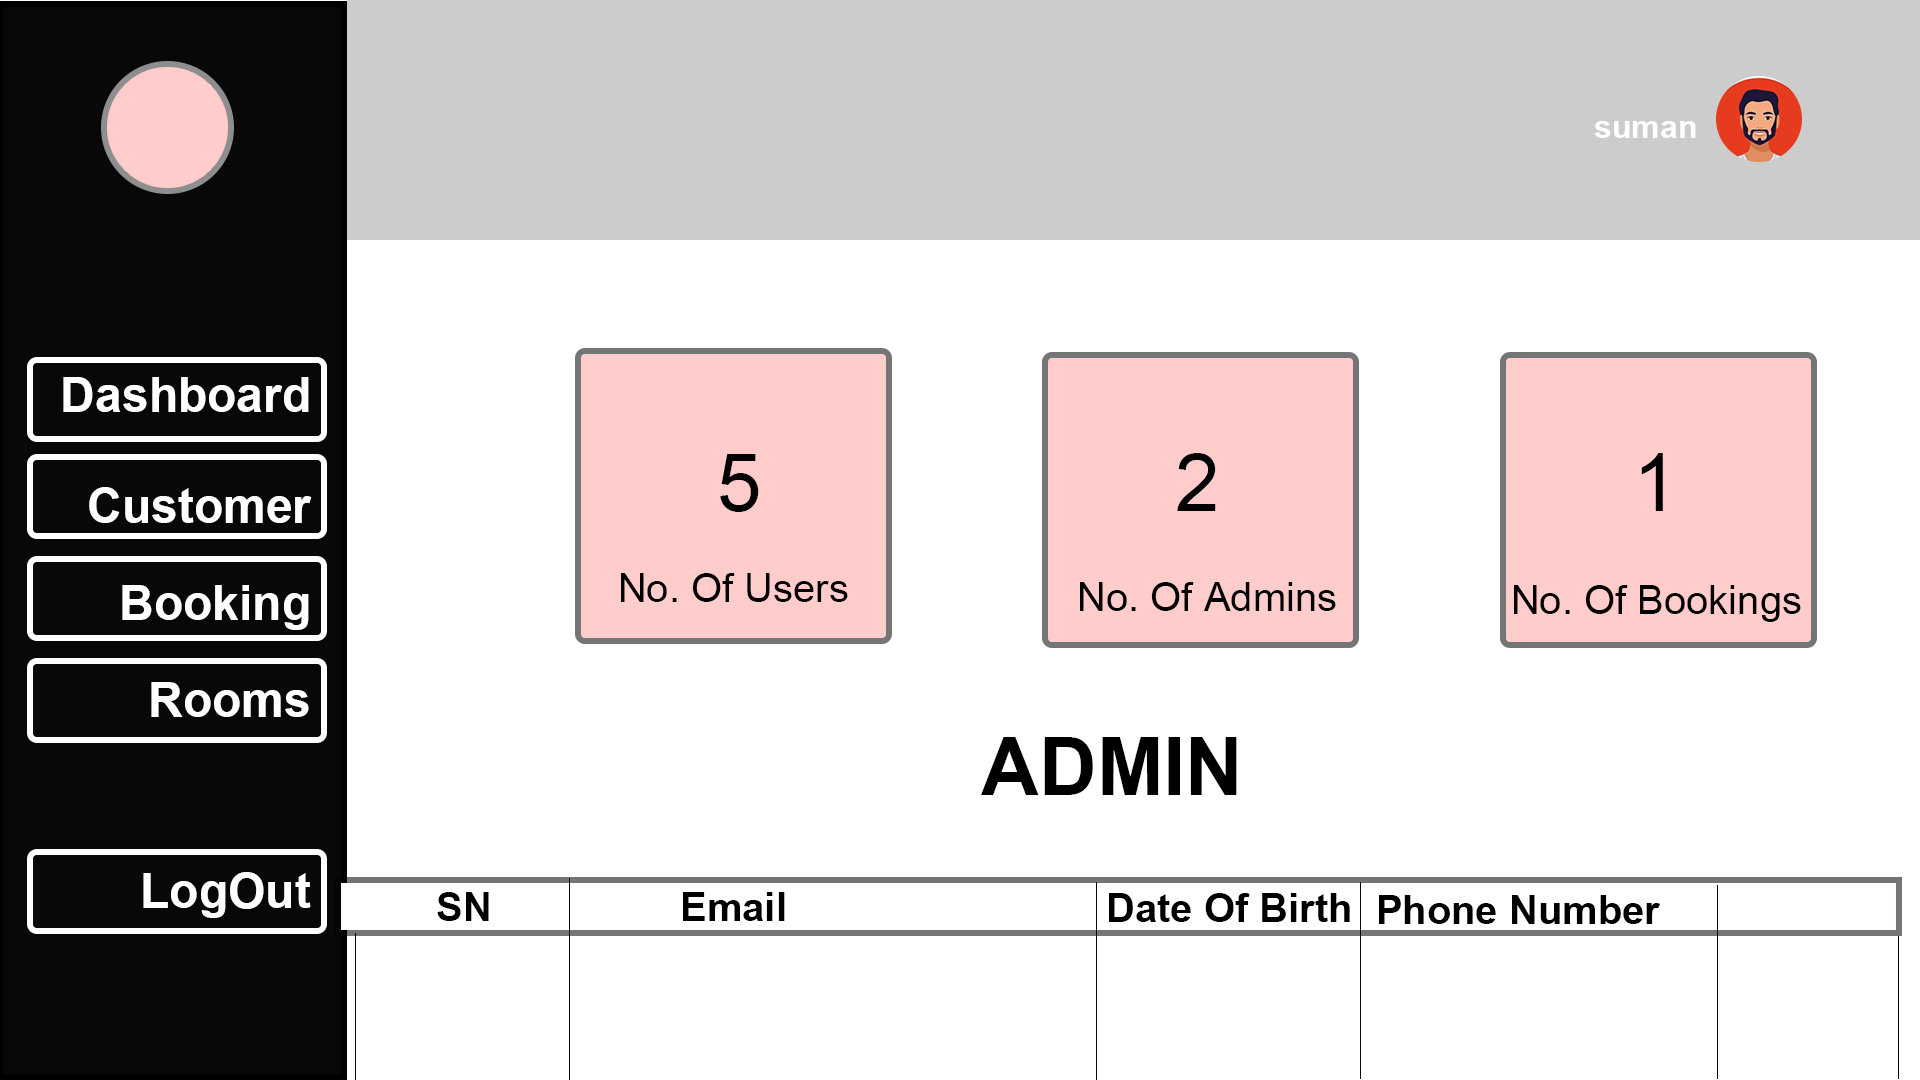 suman
Dashboard
Customer
Booking
Rooms
LogOut
5
No. Of Users
2
No. Of Admins
1
No. Of Bookings
ADMIN
SN Email Date Of Birth Phone Number